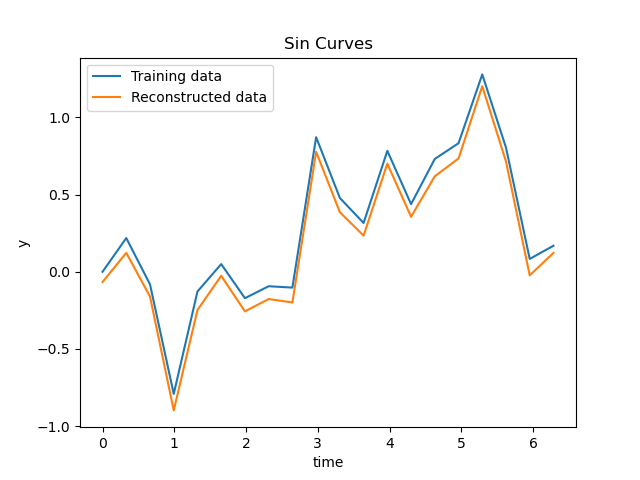 Sin Curves
Training data
Reconstructed data
1.0
0.5
0.0
−0.5
−1.0
y
0 1 2 3 4 5 6
time